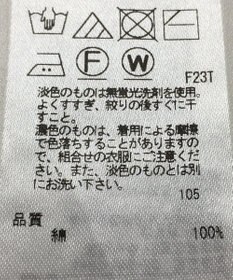 F F W
F23T
淡色のものは無蛍光洗剤を使用。
よくすすぎ、絞りの後すぐに干
すこと。
濃色のものは、着用による摩擦
で色落ちすることがありますの
で、組合せの衣服にご注意くだ
さい。また、淡色のものとは別
にお洗い下さい。
105
品質
綿 100%